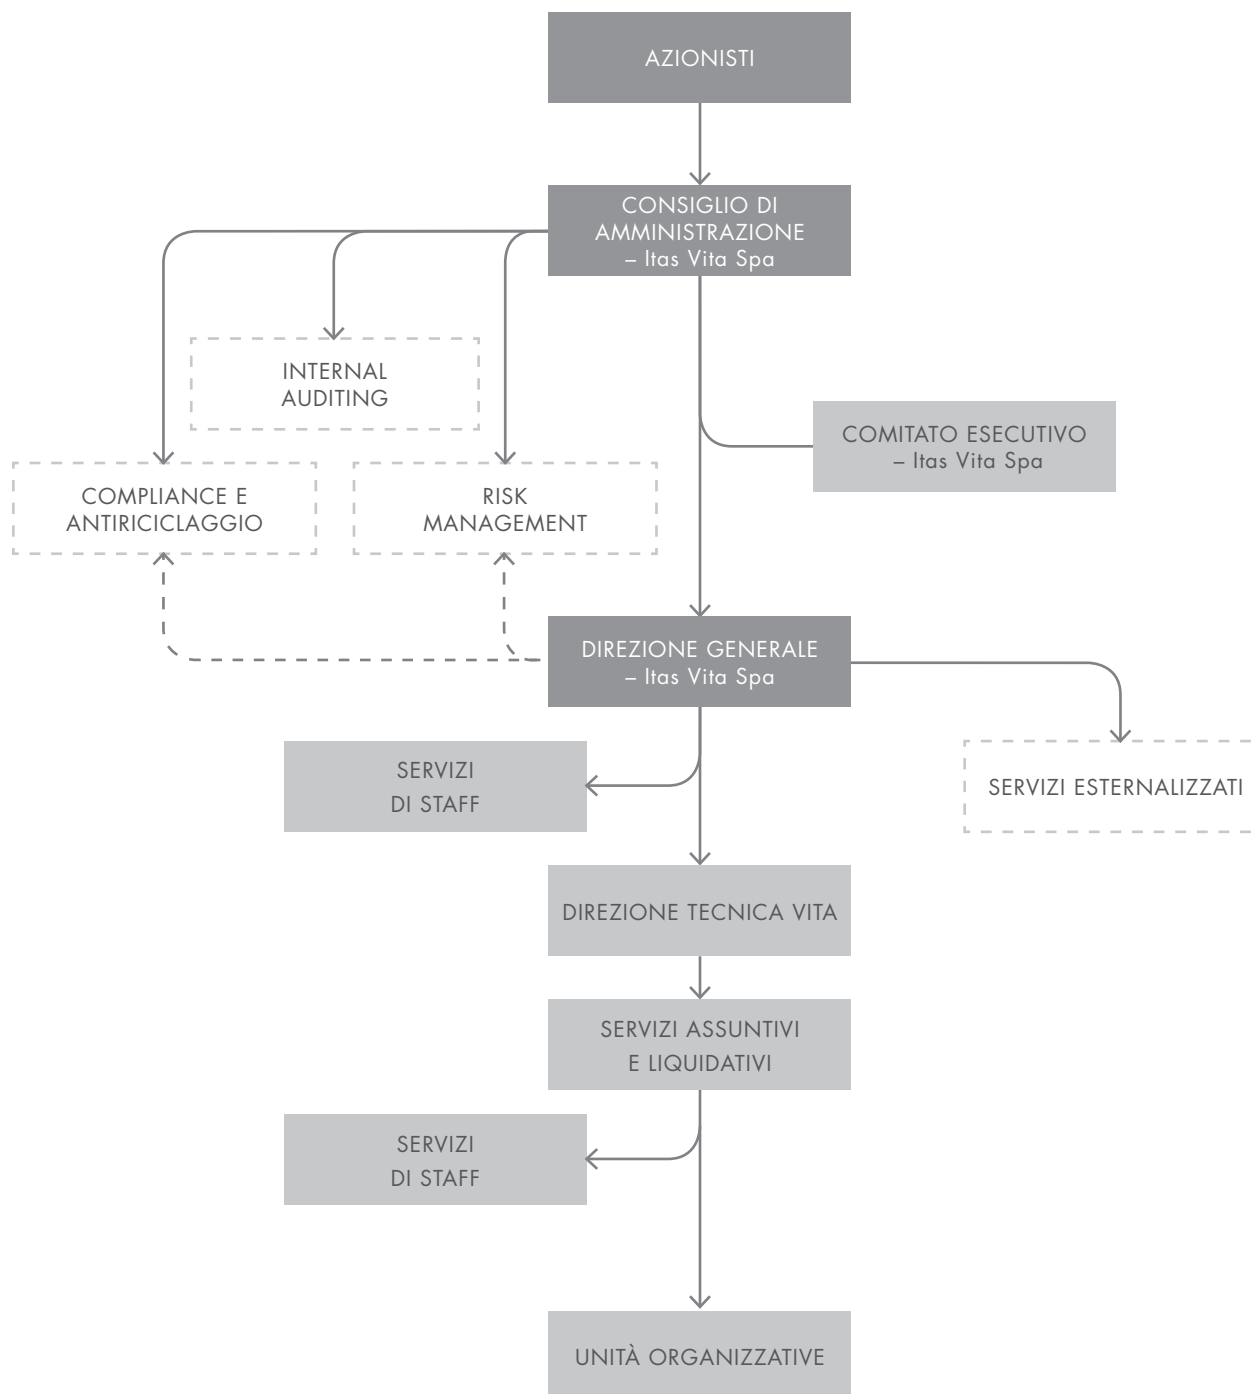 AZIONISTI
CONSIGLIO DI
AMMINISTRAZIONE
– Itas Vita Spa
INTERNAL
AUDITING
COMITATO ESECUTIVO
– Itas Vita Spa
COMPLIANCE E
ANTIRICICLAGGIO
RISK
MANAGEMENT
DIREZIONE GENERALE
– Itas Vita Spa
SERVIZI
DI STAFF
SERVIZI ESTERNALIZZATI
DIREZIONE TECNICA VITA
SERVIZI ASSUNTIVI
E LIQUIDATIVI
SERVIZI
DI STAFF
UNITÀ ORGANIZZATIVE